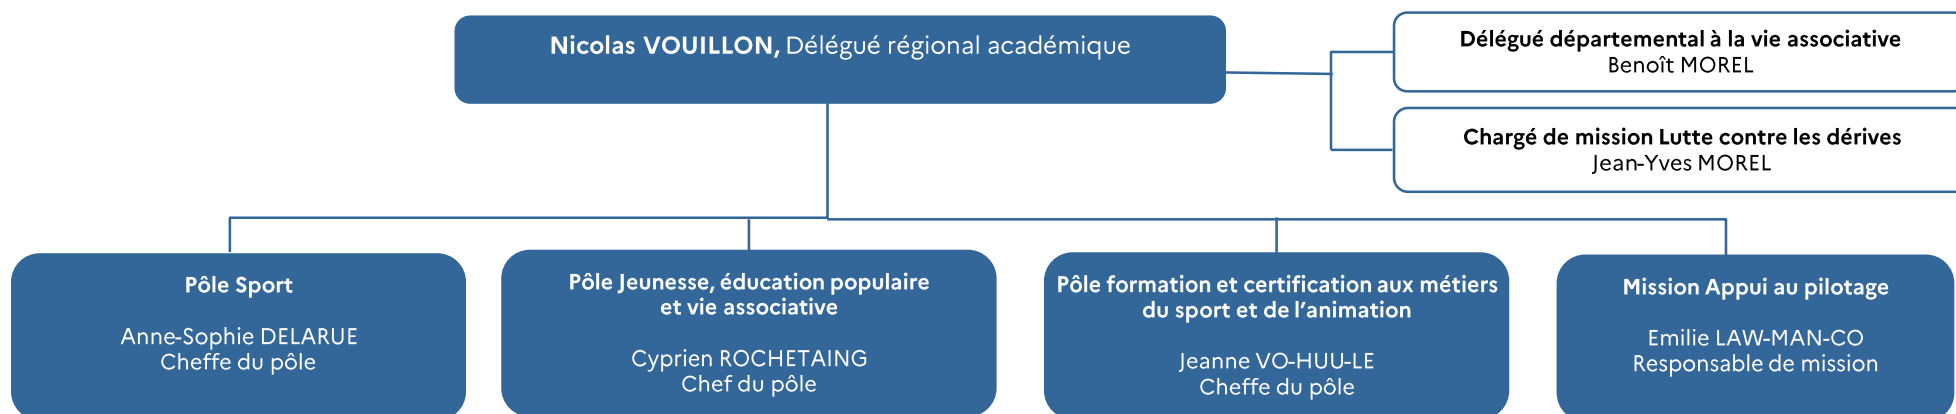 Nicolas VOUILLON, Délégué régional académique
Délégué départemental à la vie associative
Benoît MOREL
Chargé de mission Lutte contre les dérives
Jean-Yves MOREL
Pôle Sport
Anne-Sophie DELARUE
Cheffe du pôle
Pôle Jeunesse, éducation populaire
et vie associative
Cyprien ROCHETAING
Chef du pôle
Pôle formation et certification aux métiers
du sport et de l'animation
Jeanne VO-HUU-LE
Cheffe du pôle
Mission Appui au pilotage
Emilie LAW-MAN-CO
Responsable de mission